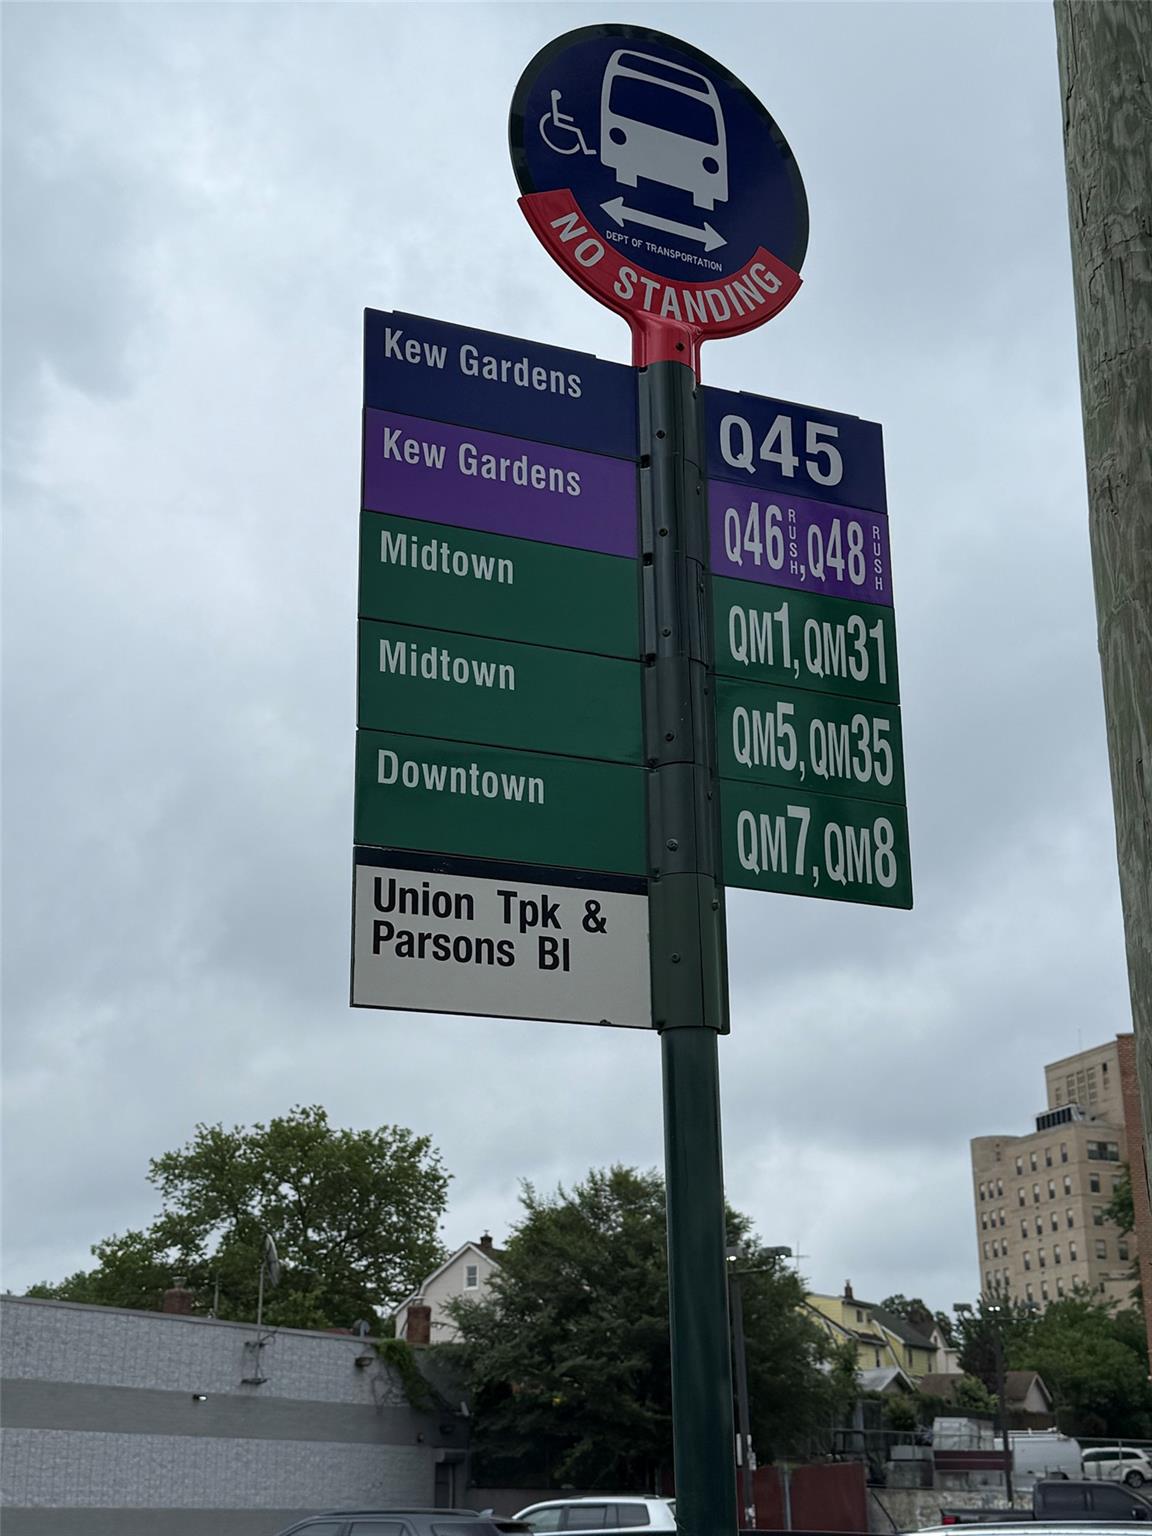 DEPT OF TRANSPORTATION
NO STANDING
Kew Gardens
Q45
Kew Gardens
Q46 RUSH, Q48 RUSH
Midtown
QM1, QM31
Midtown
QM5, QM35
Downtown
QM7, QM8
Union Tpk &
Parsons Bl